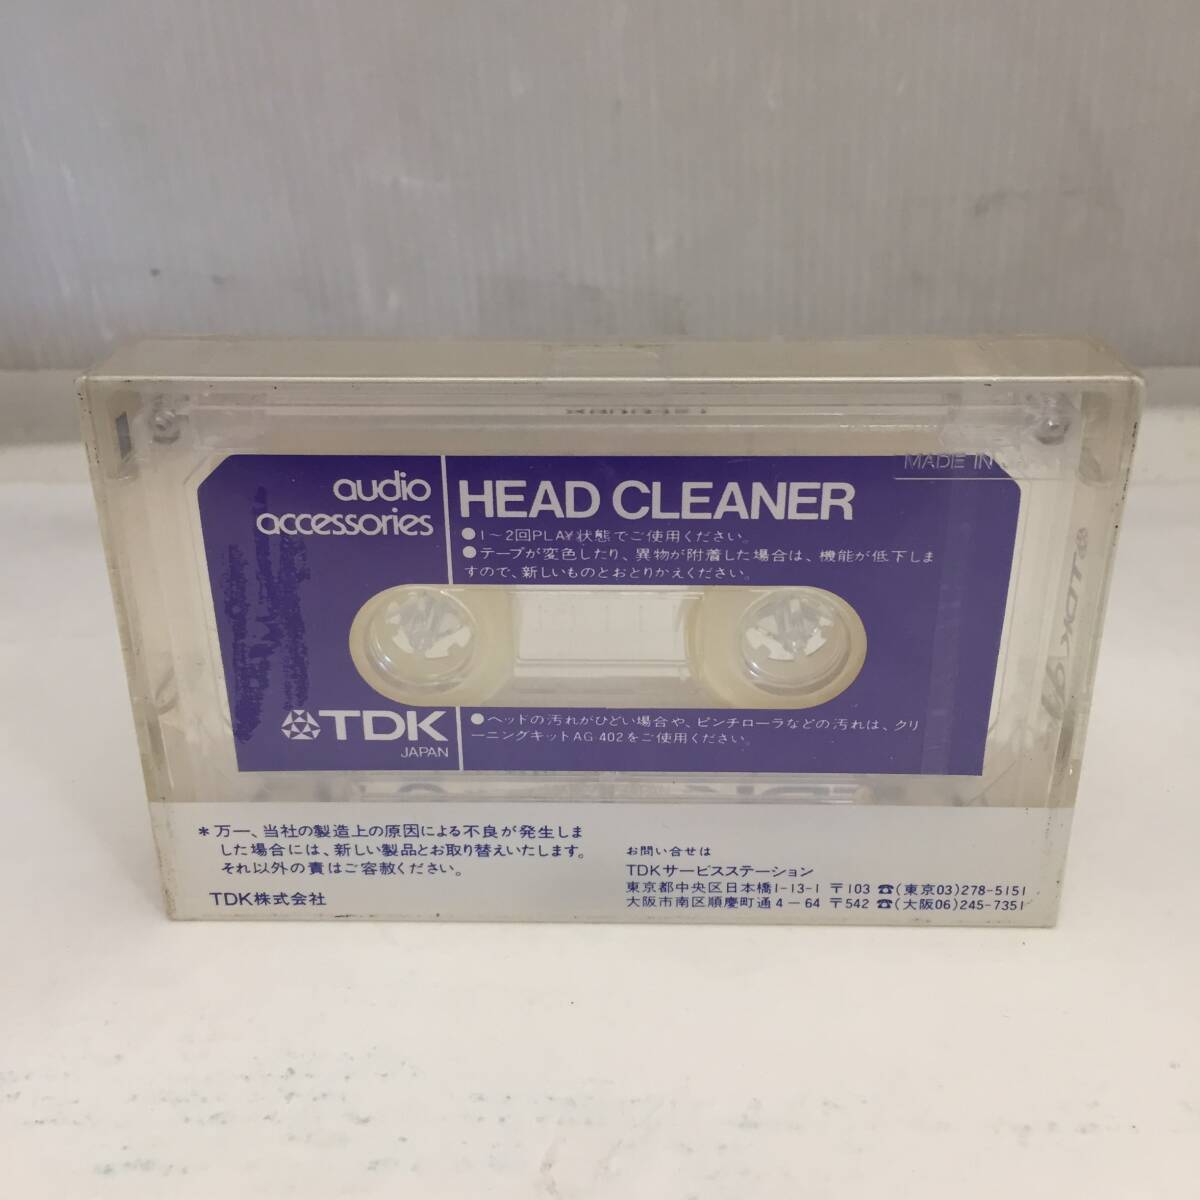 MADE IN
audio
accessories
HEAD CLEANER
●1～2回PLAY状態でご使用ください。
●テープが変色したり、異物が附着した場合は、機能が低下しま
すので、新しいものとおとりかえください。
TDK
JAPAN
●ヘッドの汚れがひどい場合や、ピンチローラなどの汚れは、クリ
ーニングキットAG-402をご使用ください。
*万一、当社の製造上の原因による不良が発生しま
した場合には、新しい製品とお取り替えいたします。
それ以外の責はご容赦ください。
TDK株式会社
お問い合せは
TDKサービスステーション
東京都中央区日本橋1-13-1 〒103 ☎(東京03)278-5151
大阪市南区順慶町通4-64 〒542 ☎(大阪06)245-7351
TDK